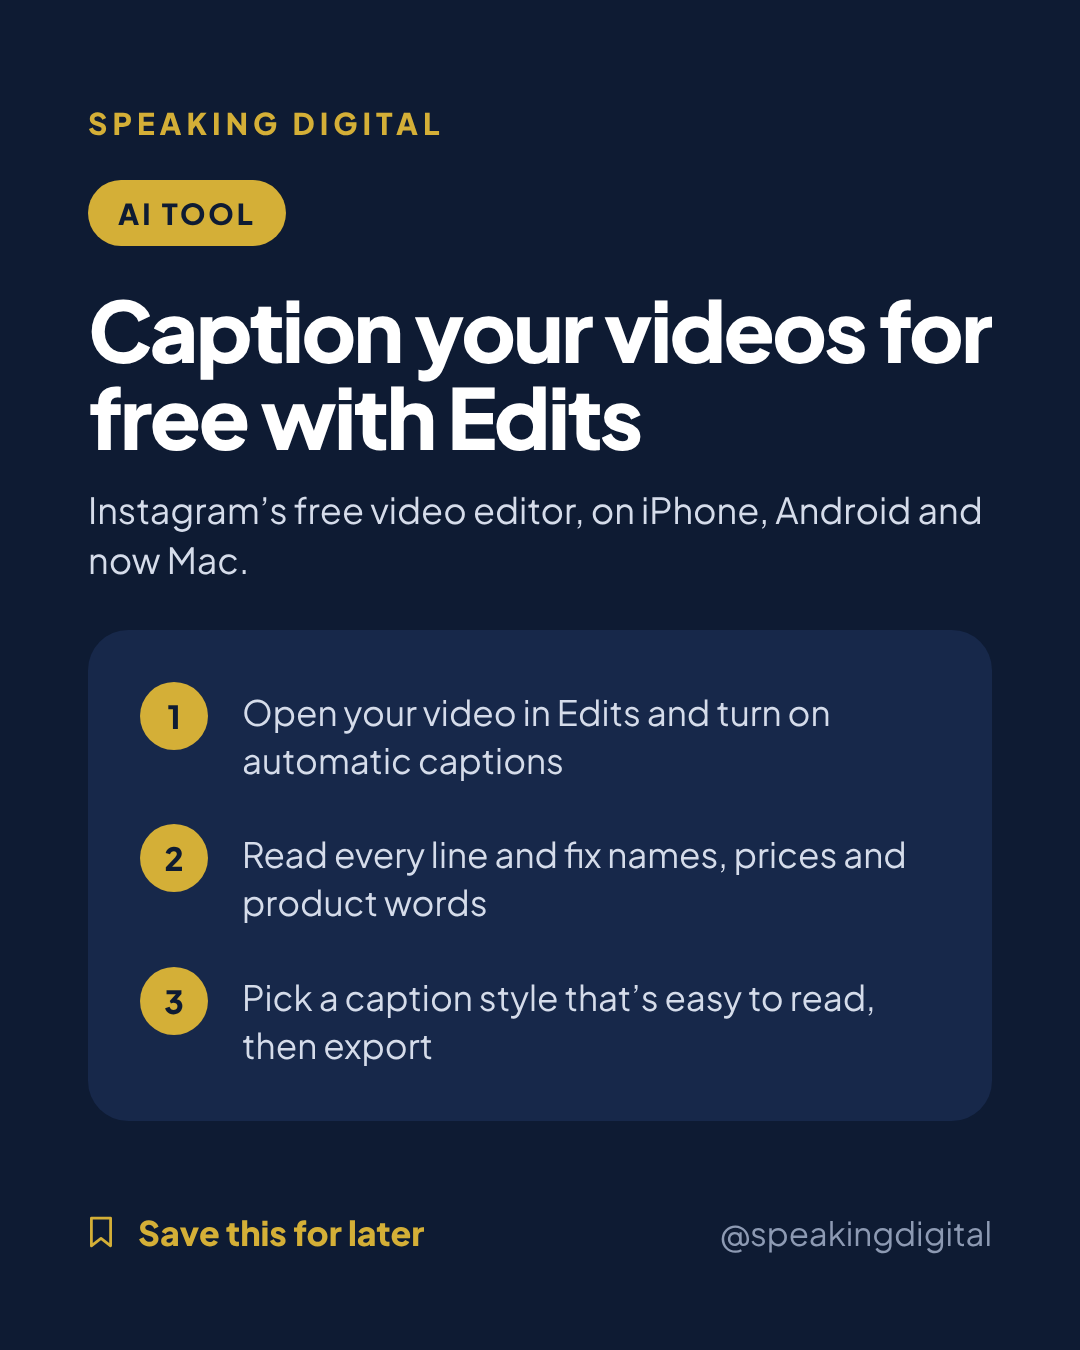 SPEAKING DIGITAL
AI TOOL
Caption your videos for
free with Edits
Instagram’s free video editor, on iPhone, Android and
now Mac.
1
Open your video in Edits and turn on
automatic captions
2
Read every line and fix names, prices and
product words
3
Pick a caption style that’s easy to read,
then export
Save this for later
@speakingdigital